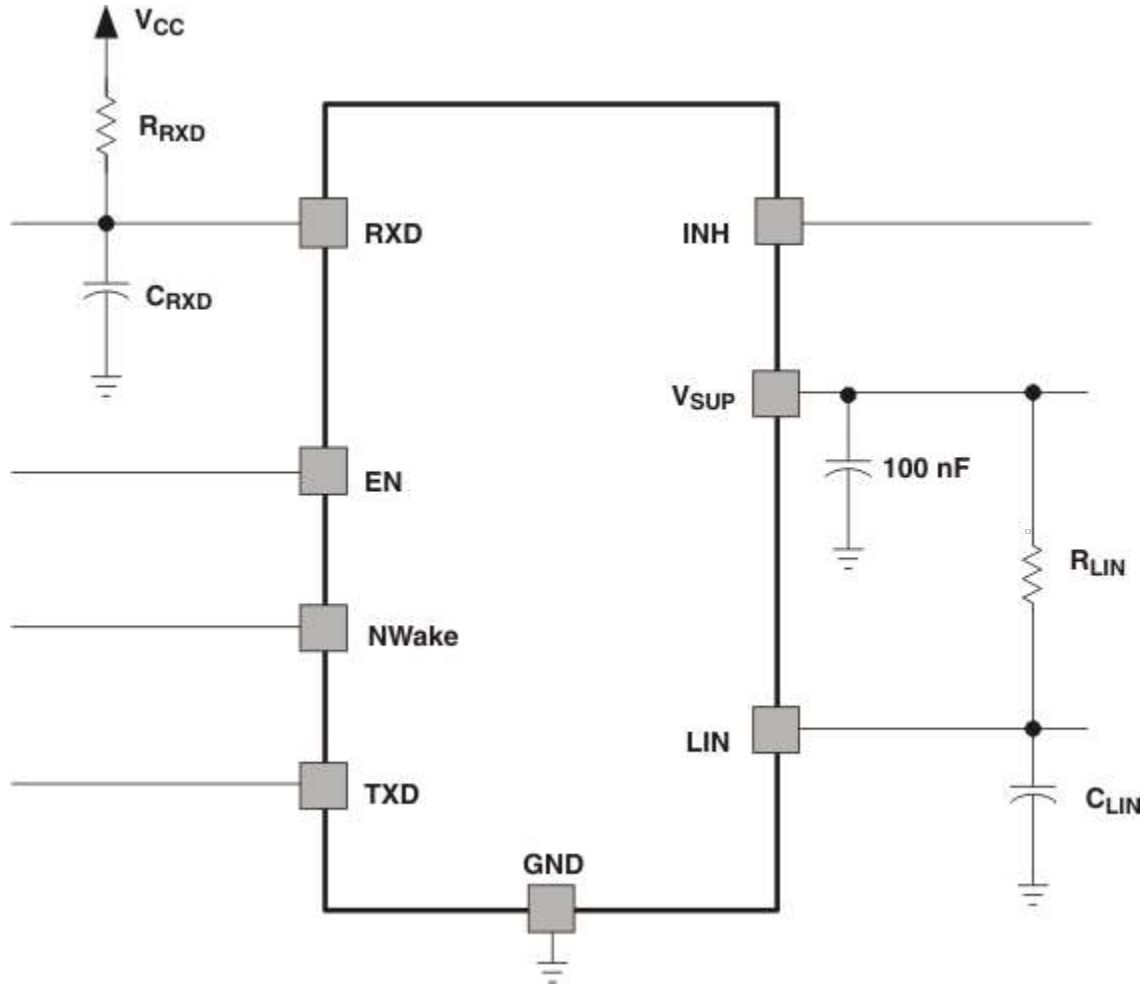 VCC
RRXD
RXD
INH
CRXD
VSUP
100 nF
EN
RLIN
NWake
LIN
TXD
CLIN
GND